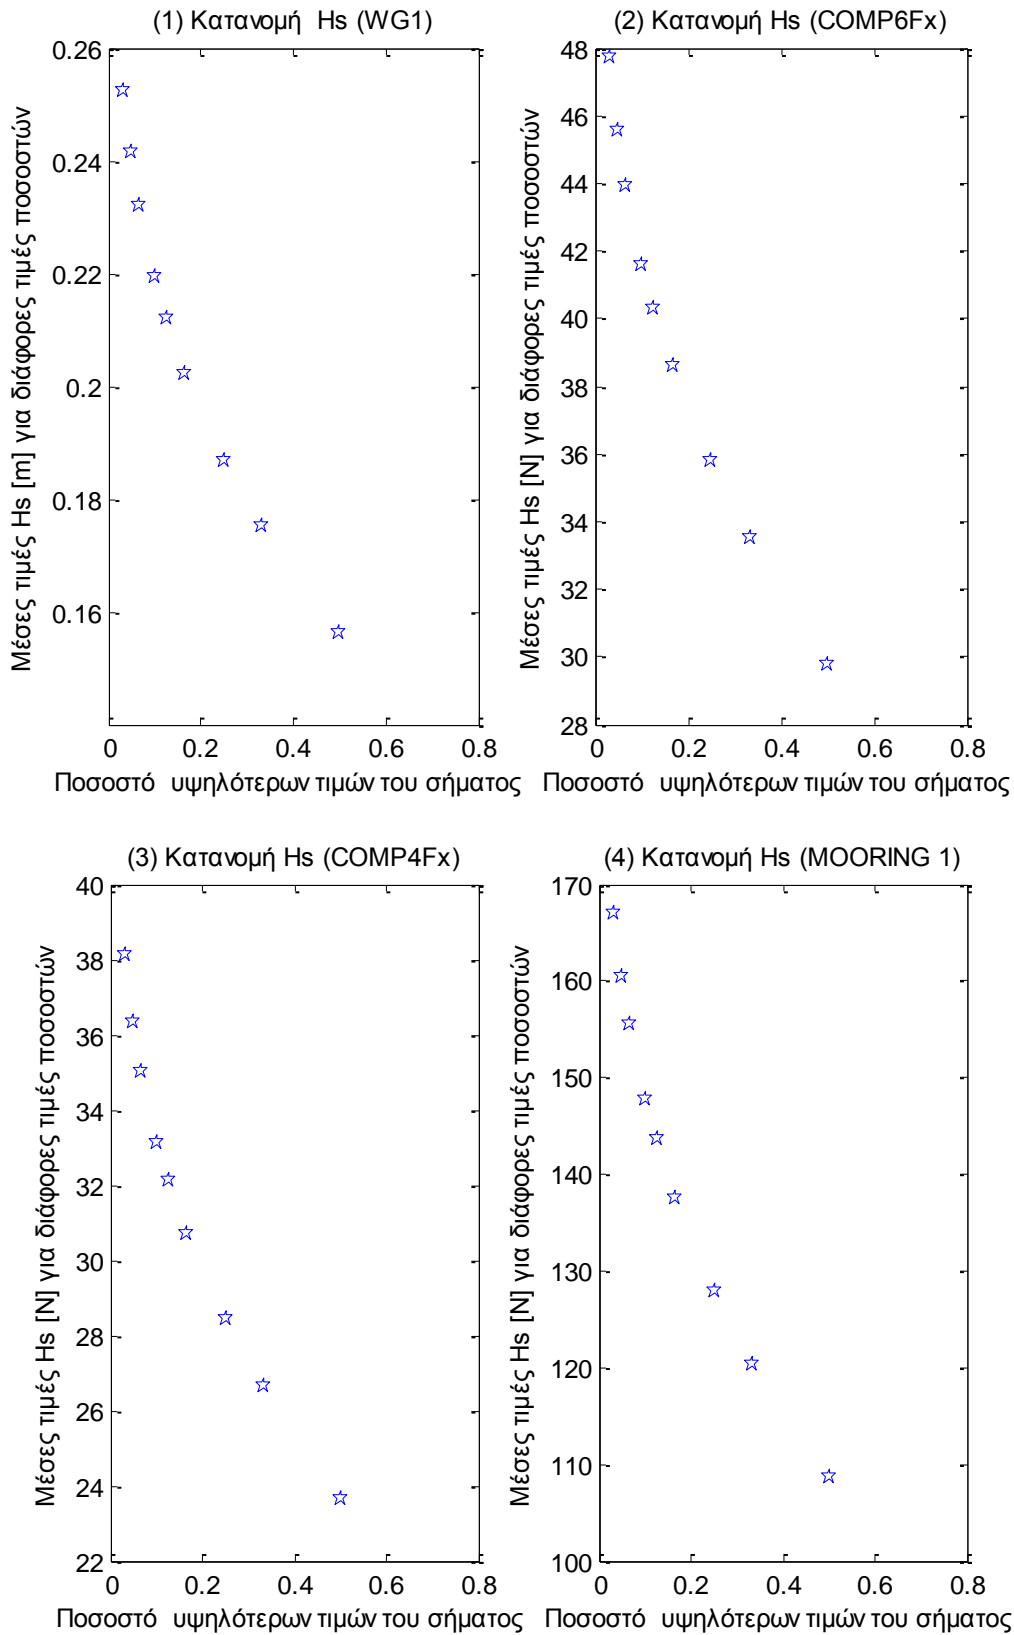 (1) Κατανομή Hs (WG1)
Μέσες τιμές Hs [m] για διάφορες τιμές ποσοστών
0.26
0.24
0.22
0.2
0.18
0.16
0 0.2 0.4 0.6 0.8
Ποσοστό υψηλότερων τιμών του σήματος
(2) Κατανομή Hs (COMP6Fx)
Μέσες τιμές Hs [N] για διάφορες τιμές ποσοστών
48
46
44
42
40
38
36
34
32
30
28
0 0.2 0.4 0.6 0.8
Ποσοστό υψηλότερων τιμών του σήματος
(3) Κατανομή Hs (COMP4Fx)
Μέσες τιμές Hs [N] για διάφορες τιμές ποσοστών
40
38
36
34
32
30
28
26
24
22
0 0.2 0.4 0.6 0.8
Ποσοστό υψηλότερων τιμών του σήματος
(4) Κατανομή Hs (MOORING 1)
Μέσες τιμές Hs [N] για διάφορες τιμές ποσοστών
170
160
150
140
130
120
110
100
0 0.2 0.4 0.6 0.8
Ποσοστό υψηλότερων τιμών του σήματος